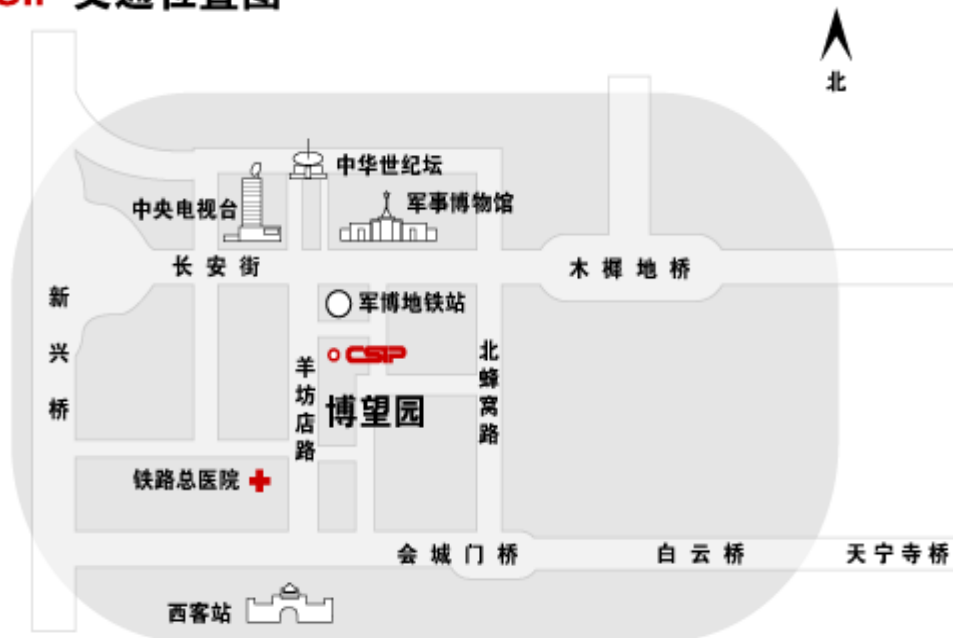 CSIP 交通位置图
北
中华世纪坛
中央电视台
军事博物馆
长安街
木樨地桥
新兴桥
军博地铁站
CSIP
羊坊店路
北蜂窝路
博望园
铁路总医院
会城门桥
白云桥
天宁寺桥
西客站